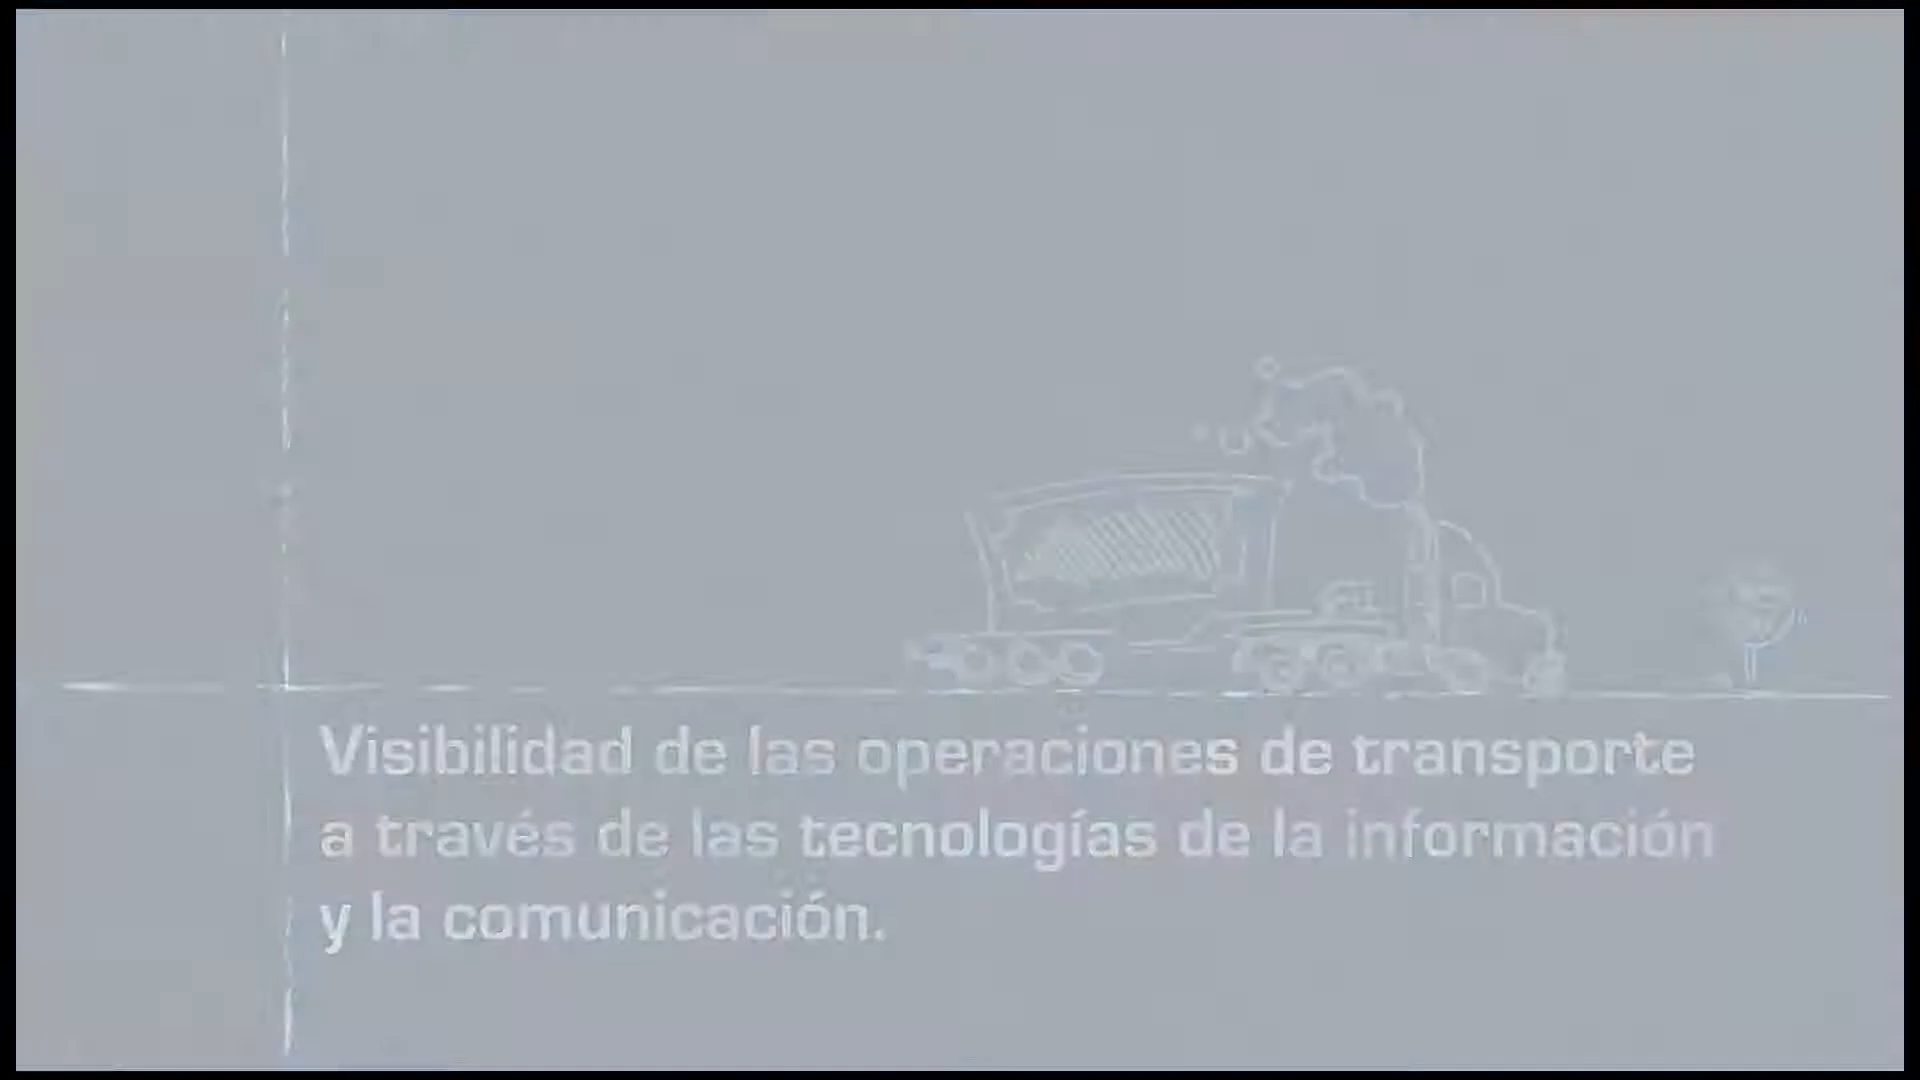 Visibilidad de las operaciones de transporte
a través de las tecnologías de la información
y la comunicación.